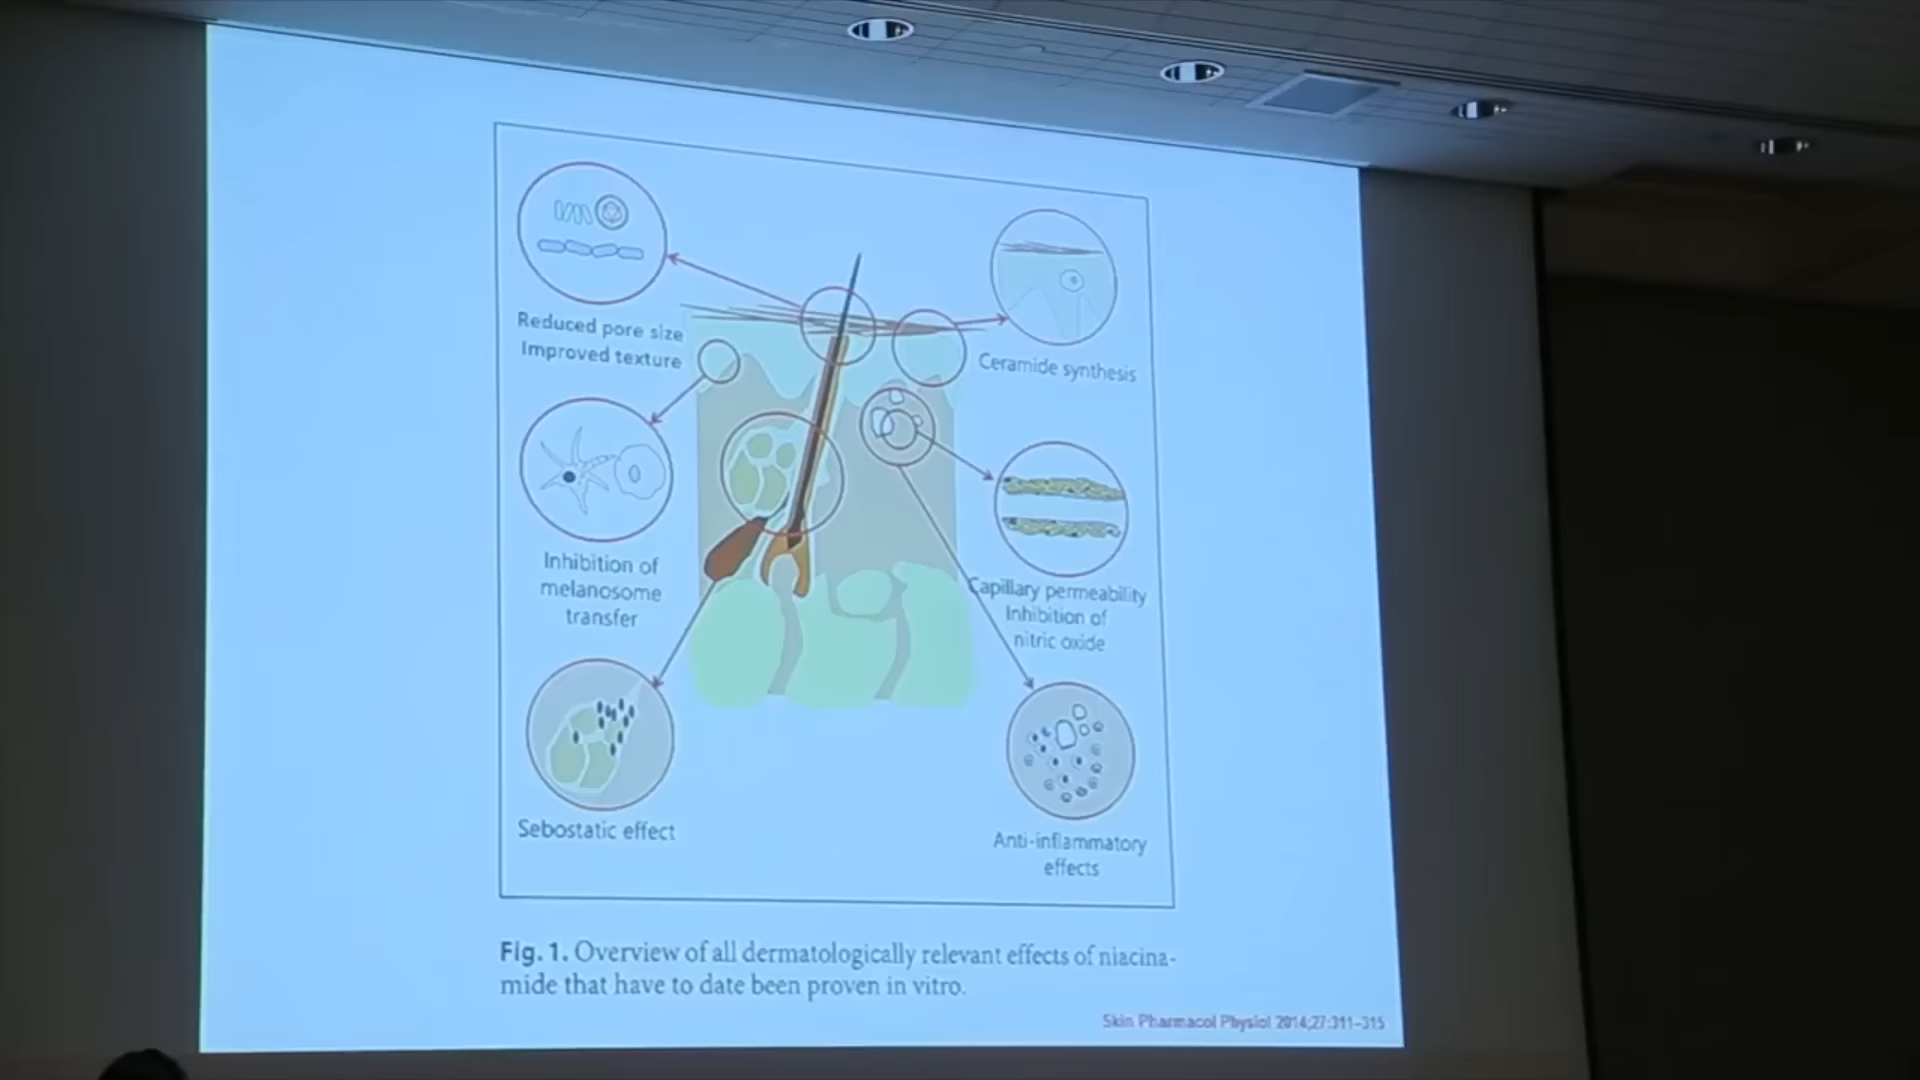 Reduced pore size
Improved texture
Ceramide synthesis
Inhibition of
melanosome
transfer
Capillary permeability
Inhibition of
nitric oxide
Sebostatic effect
Anti-inflammatory
effects
Fig. 1. Overview of all dermatologically relevant effects of niacina-
mide that have to date been proven in vitro.
Skin Pharmacol Physiol 2014;27:311–315